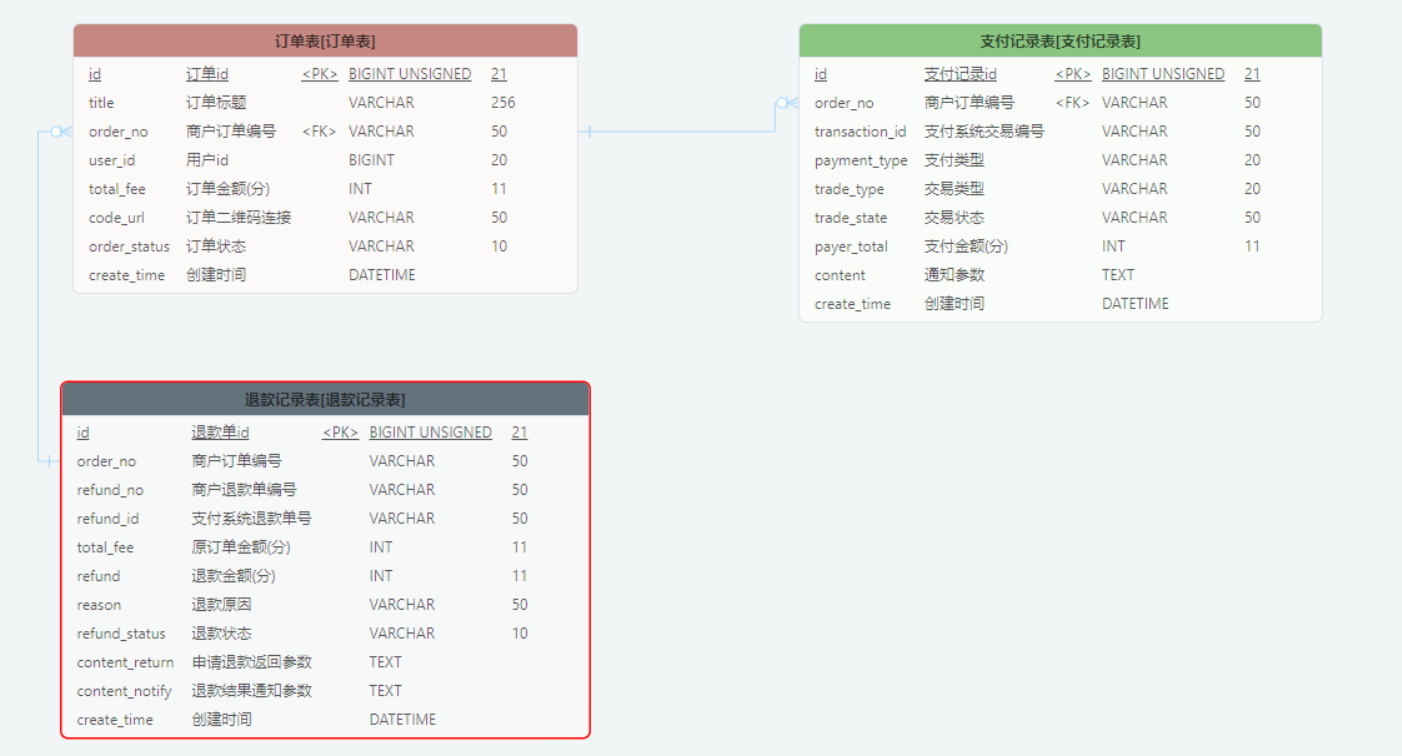 订单表[订单表]
id 订单id <PK> BIGINT UNSIGNED 21
title 订单标题 VARCHAR 256
order_no 商户订单编号 <FK> VARCHAR 50
user_id 用户id BIGINT 20
total_fee 订单金额(分) INT 11
code_url 订单二维码连接 VARCHAR 50
order_status 订单状态 VARCHAR 10
create_time 创建时间 DATETIME
支付记录表[支付记录表]
id 支付记录id <PK> BIGINT UNSIGNED 21
order_no 商户订单编号 <FK> VARCHAR 50
transaction_id 支付系统交易编号 VARCHAR 50
payment_type 支付类型 VARCHAR 20
trade_type 交易类型 VARCHAR 20
trade_state 交易状态 VARCHAR 50
payer_total 支付金额(分) INT 11
content 通知参数 TEXT
create_time 创建时间 DATETIME
退款记录表[退款记录表]
id 退款单id <PK> BIGINT UNSIGNED 21
order_no 商户订单编号 VARCHAR 50
refund_no 商户退款单编号 VARCHAR 50
refund_id 支付系统退款单号 VARCHAR 50
total_fee 原订单金额(分) INT 11
refund 退款金额(分) INT 11
reason 退款原因 VARCHAR 50
refund_status 退款状态 VARCHAR 10
content_return 申请退款返回参数 TEXT
content_notify 退款结果通知参数 TEXT
create_time 创建时间 DATETIME